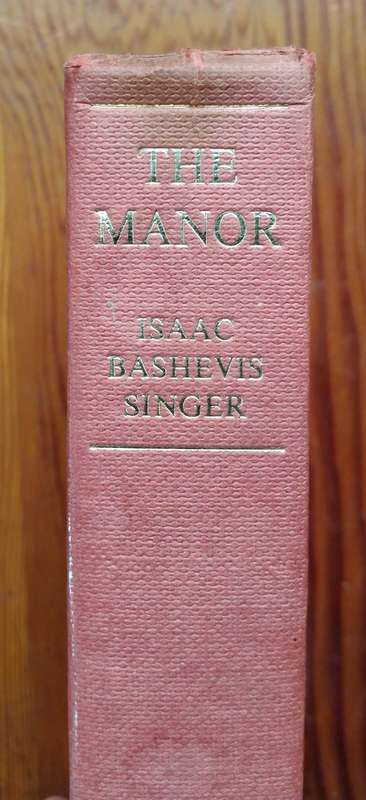 THE
MANOR
ISAAC
BASHEVIS
SINGER